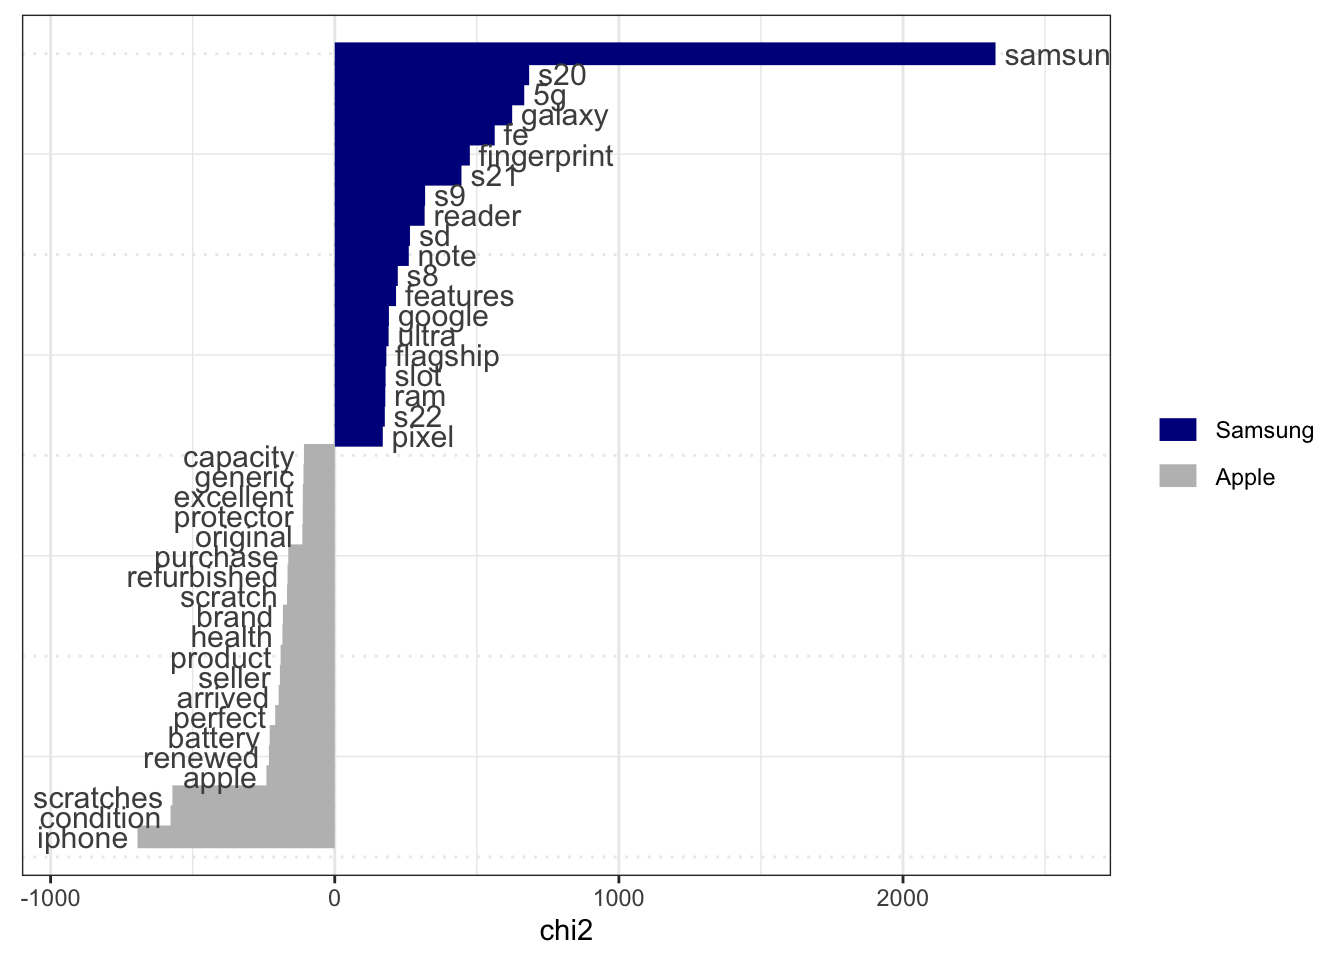 samsun
s20
5g
galaxy
fe
fingerprint
s21
s9
reader
sd
note
s8
features
google
ultra
flagship
slot
ram
s22
pixel
capacity
generic
excellent
protector
original
purchase
refurbished
scratch
brand
health
product
seller
arrived
perfect
battery
renewed
apple
scratches
condition
iphone
-1000 0 1000 2000
chi2
Samsung
Apple